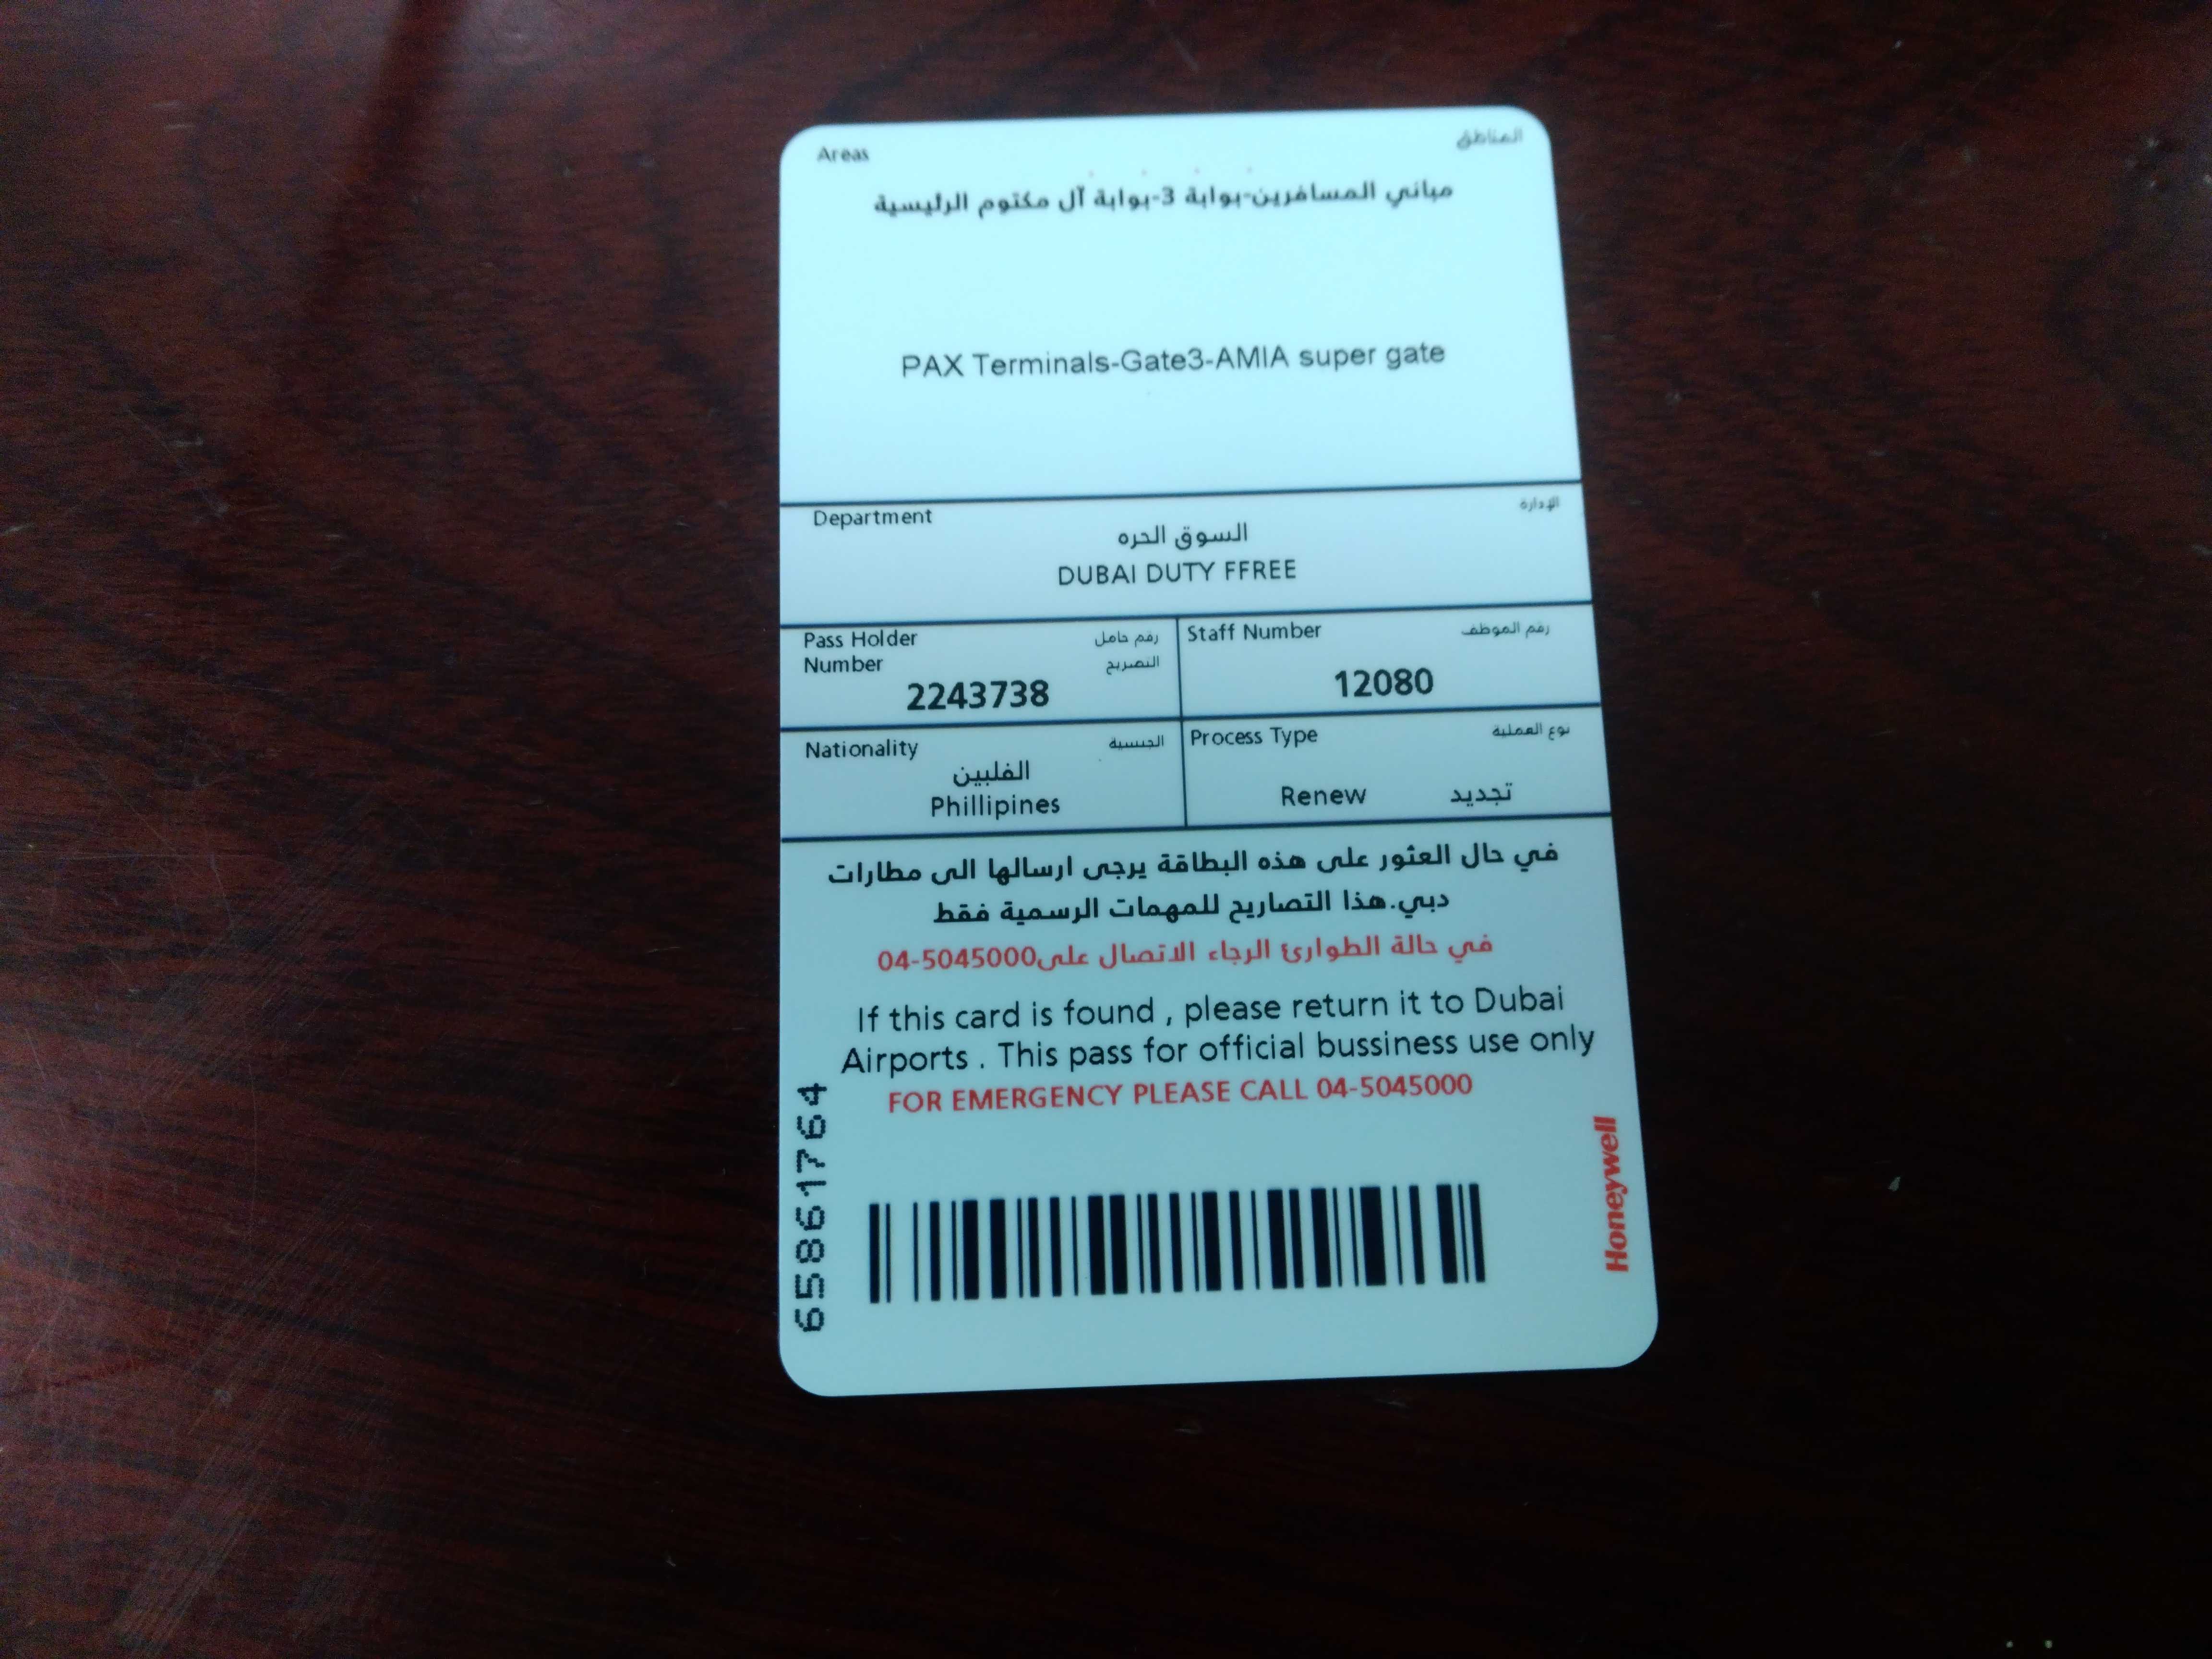 Areas المناطق
مباني المسافرين-بوابة 3-بوابة آل مكتوم الرئيسية
PAX Terminals-Gate3-AMIA super gate
Department الإدارة
السوق الحره
DUBAI DUTY FFREE
Pass Holder رقم حامل
Number التصريح
2243738
Staff Number رقم الموظف
12080
Nationality الجنسية
الفلبين
Phillipines
Process Type نوع العملية
Renew تجديد
في حال العثور على هذه البطاقة يرجى ارسالها الى مطارات
دبي.هذا التصاريح للمهمات الرسمية فقط
في حالة الطوارئ الرجاء الاتصال على04-5045000
If this card is found , please return it to Dubai
Airports . This pass for official bussiness use only
FOR EMERGENCY PLEASE CALL 04-5045000
65861764
Honeywell